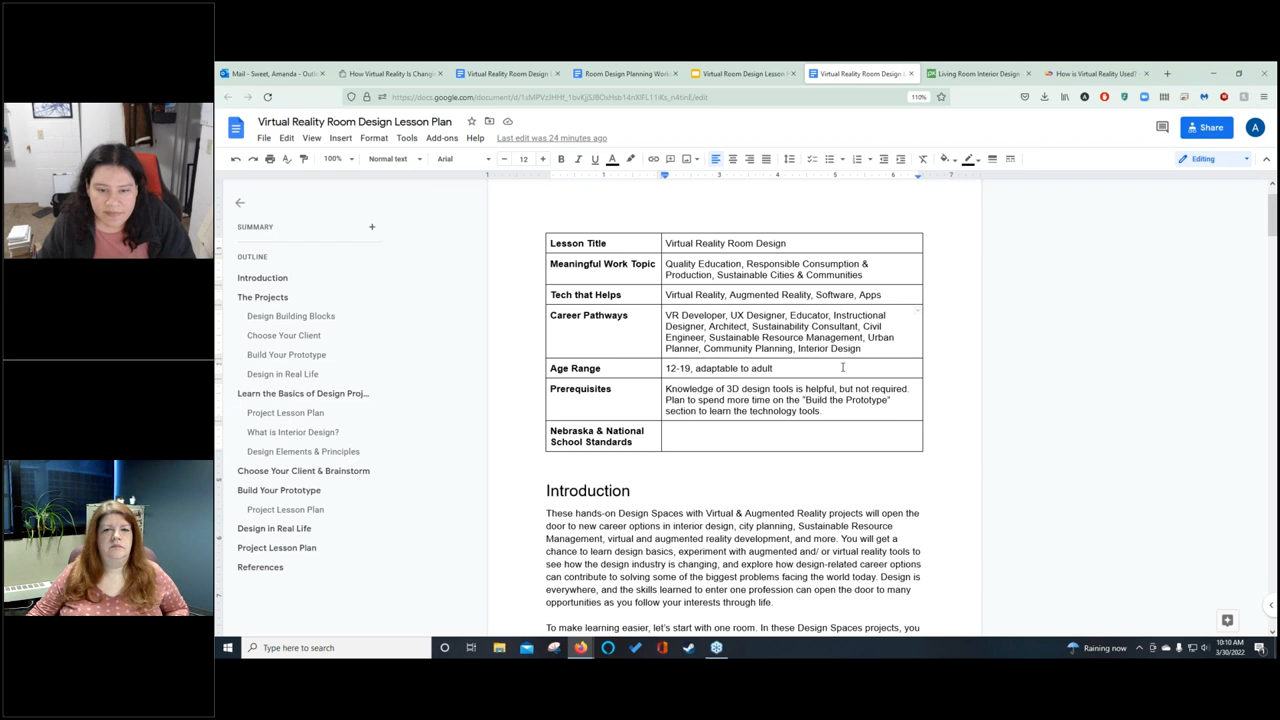 Mail - Sweet, Amanda - Outl
How Virtual Reality Is Chang
Virtual Reality Room Design L
Room Design Planning Wor
Virtual Room Design Lesson P
Virtual Reality Room Design L
Living Room Interior Design
How is Virtual Reality Used?
110%
Virtual Reality Room Design Lesson Plan
Share
A
File Edit View Insert Format Tools Add-ons Help Last edit was 24 minutes ago
100% Normal text Arial 12 B I U A Editing
1 1 3 4 5 6 7
SUMMARY
OUTLINE
Introduction
The Projects
Design Building Blocks
Choose Your Client
Build Your Prototype
Design in Real Life
Learn the Basics of Design Proj...
Project Lesson Plan
What is Interior Design?
Design Elements & Principles
Choose Your Client & Brainstorm
Build Your Prototype
Project Lesson Plan
Design in Real Life
Project Lesson Plan
References
Lesson Title Virtual Reality Room Design
Meaningful Work Topic Quality Education, Responsible Consumption &
Production, Sustainable Cities & Communities
Tech that Helps Virtual Reality, Augmented Reality, Software, Apps
Career Pathways VR Developer, UX Designer, Educator, Instructional
Designer, Architect, Sustainability Consultant, Civil
Engineer, Sustainable Resource Management, Urban
Planner, Community Planning, Interior Design
Age Range 12-19, adaptable to adult
Prerequisites Knowledge of 3D design tools is helpful, but not required.
Plan to spend more time on the "Build the Prototype"
section to learn the technology tools.
Nebraska & National
School Standards
Introduction
These hands-on Design Spaces with Virtual & Augmented Reality projects will open the
door to new career options in interior design, city planning, Sustainable Resource
Management, virtual and augmented reality development, and more. You will get a
chance to learn design basics, experiment with augmented and/ or virtual reality tools to
see how the design industry is changing, and explore how design-related career options
can contribute to solving some of the biggest problems facing the world today. Design is
everywhere, and the skills learned to enter one profession can open the door to many
opportunities as you follow your interests through life.
To make learning easier, let's start with one room. In these Design Spaces projects, you
Type here to search
Raining now
10:10 AM
3/30/2022